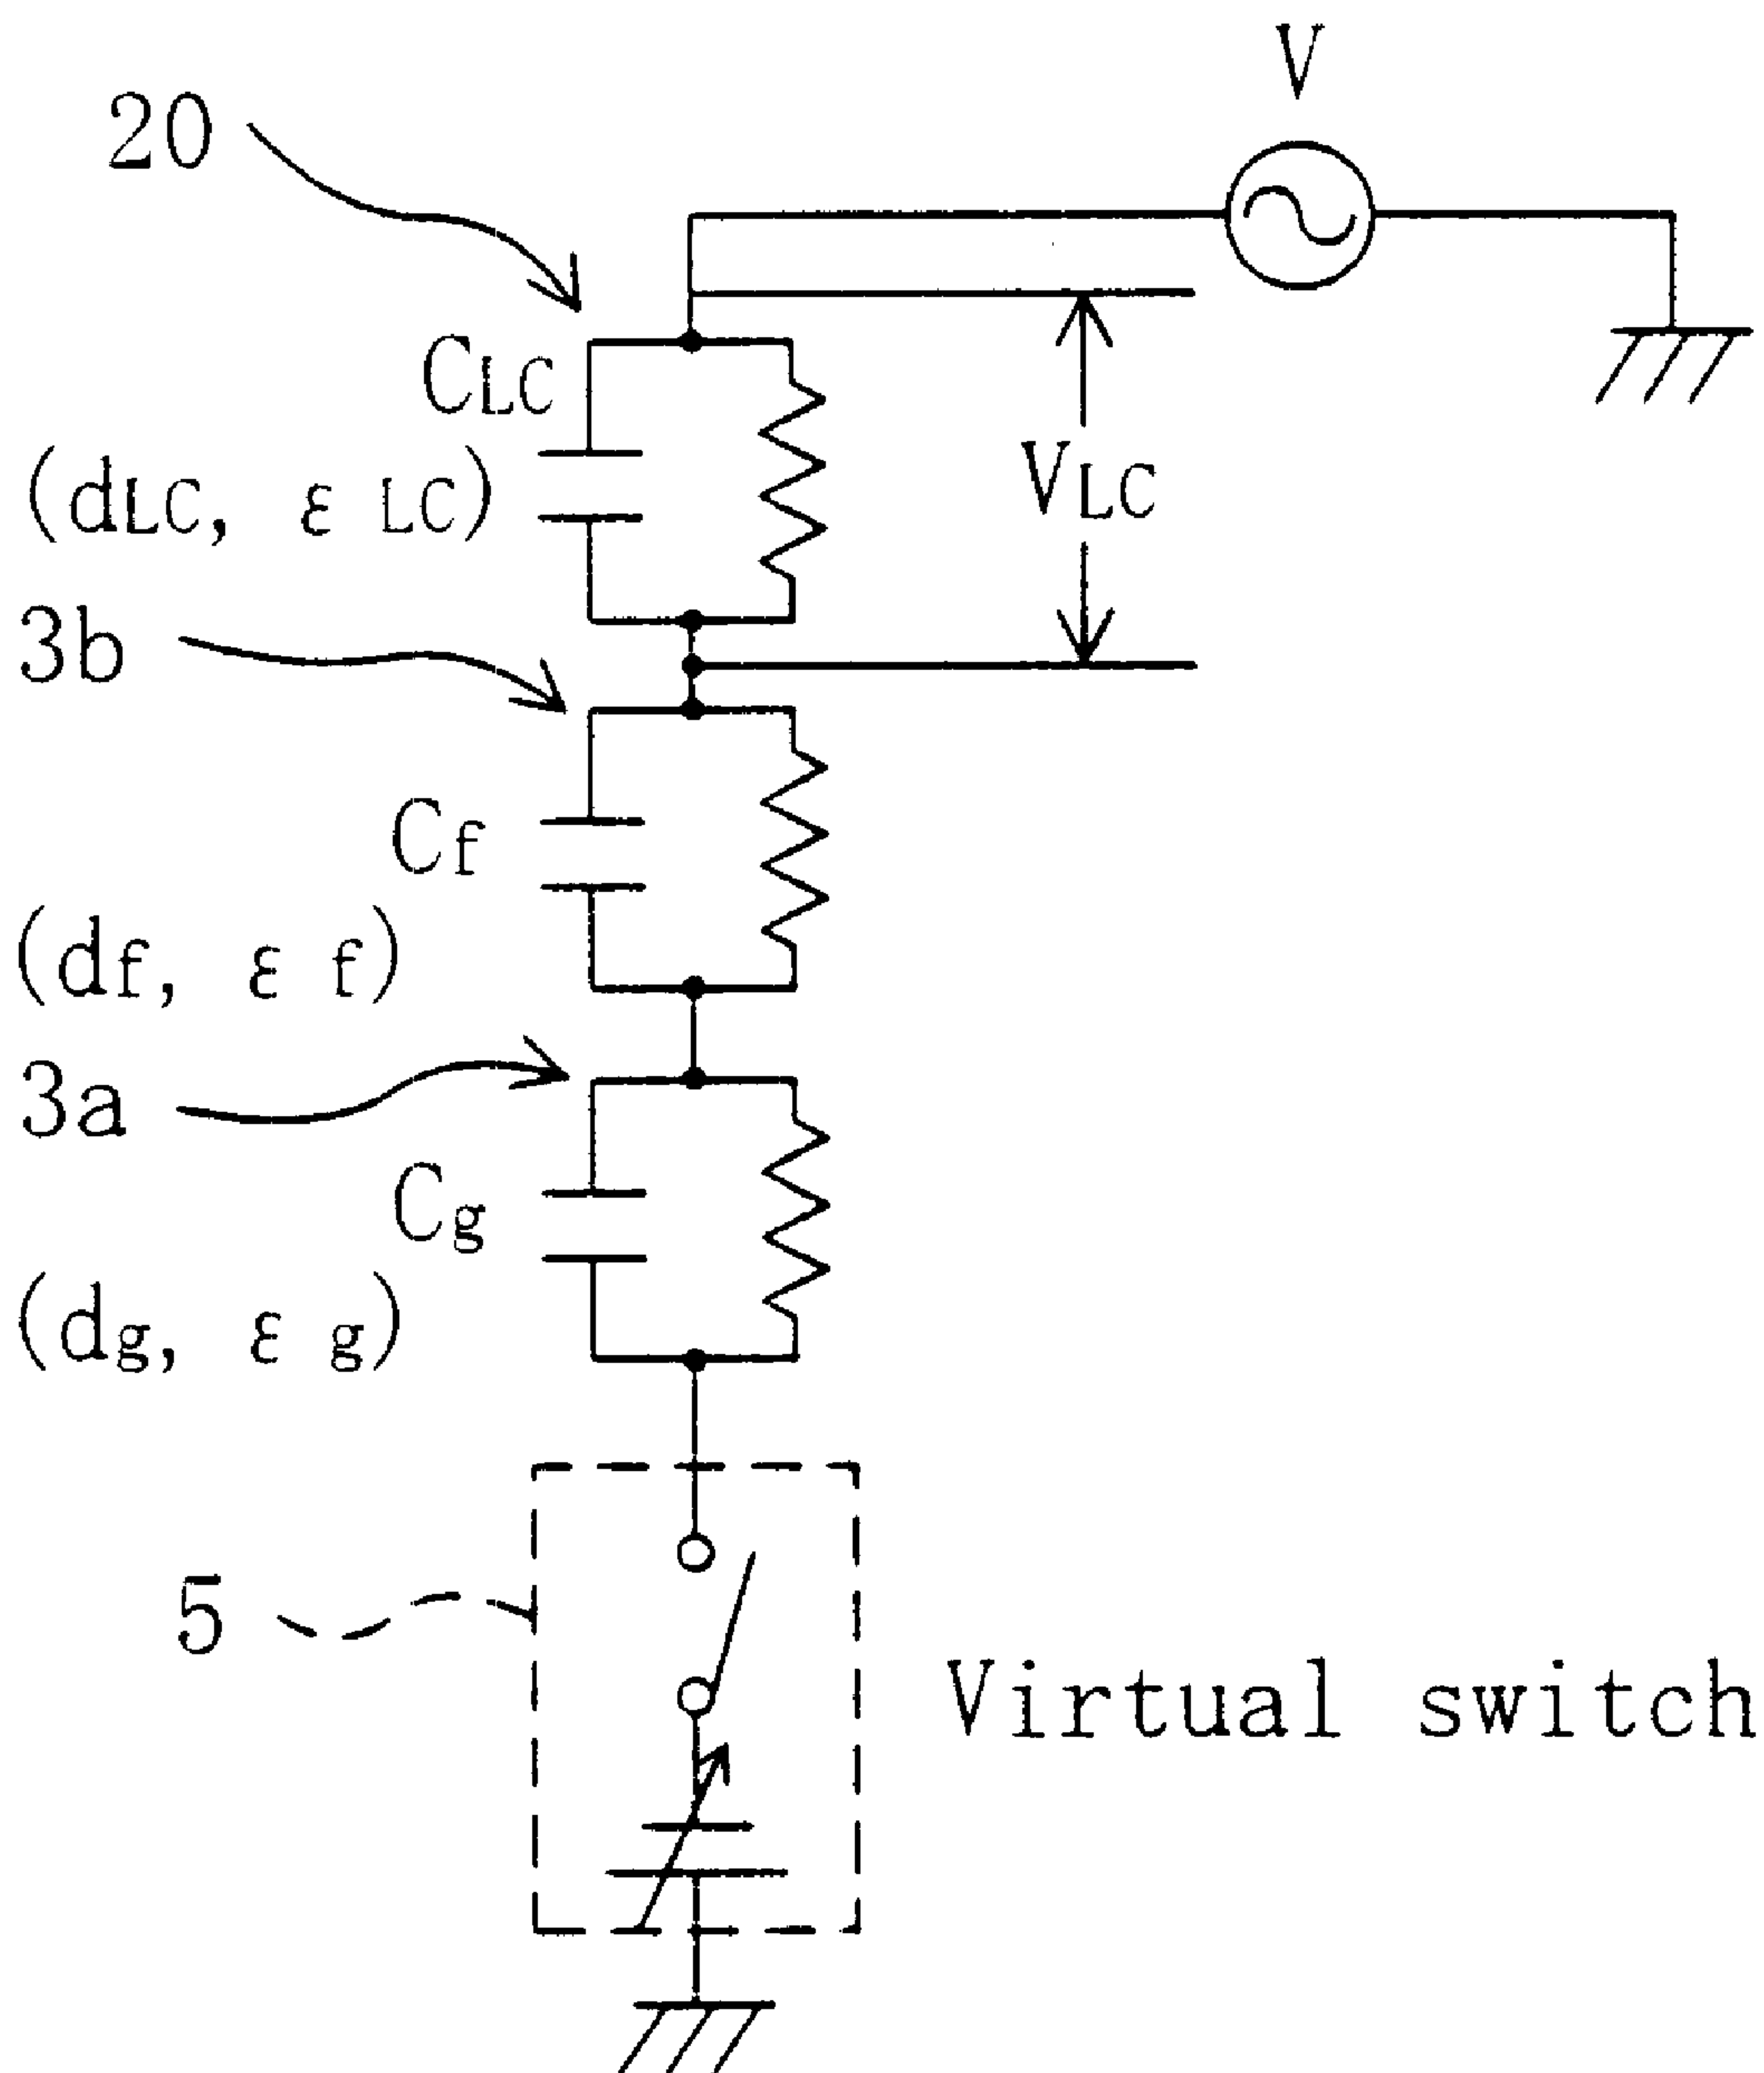 V
20
CLC
(dLC, ε LC)
VLC
3b
Cf
(df, ε f)
3a
Cg
(dg, ε g)
5
Virtual switch